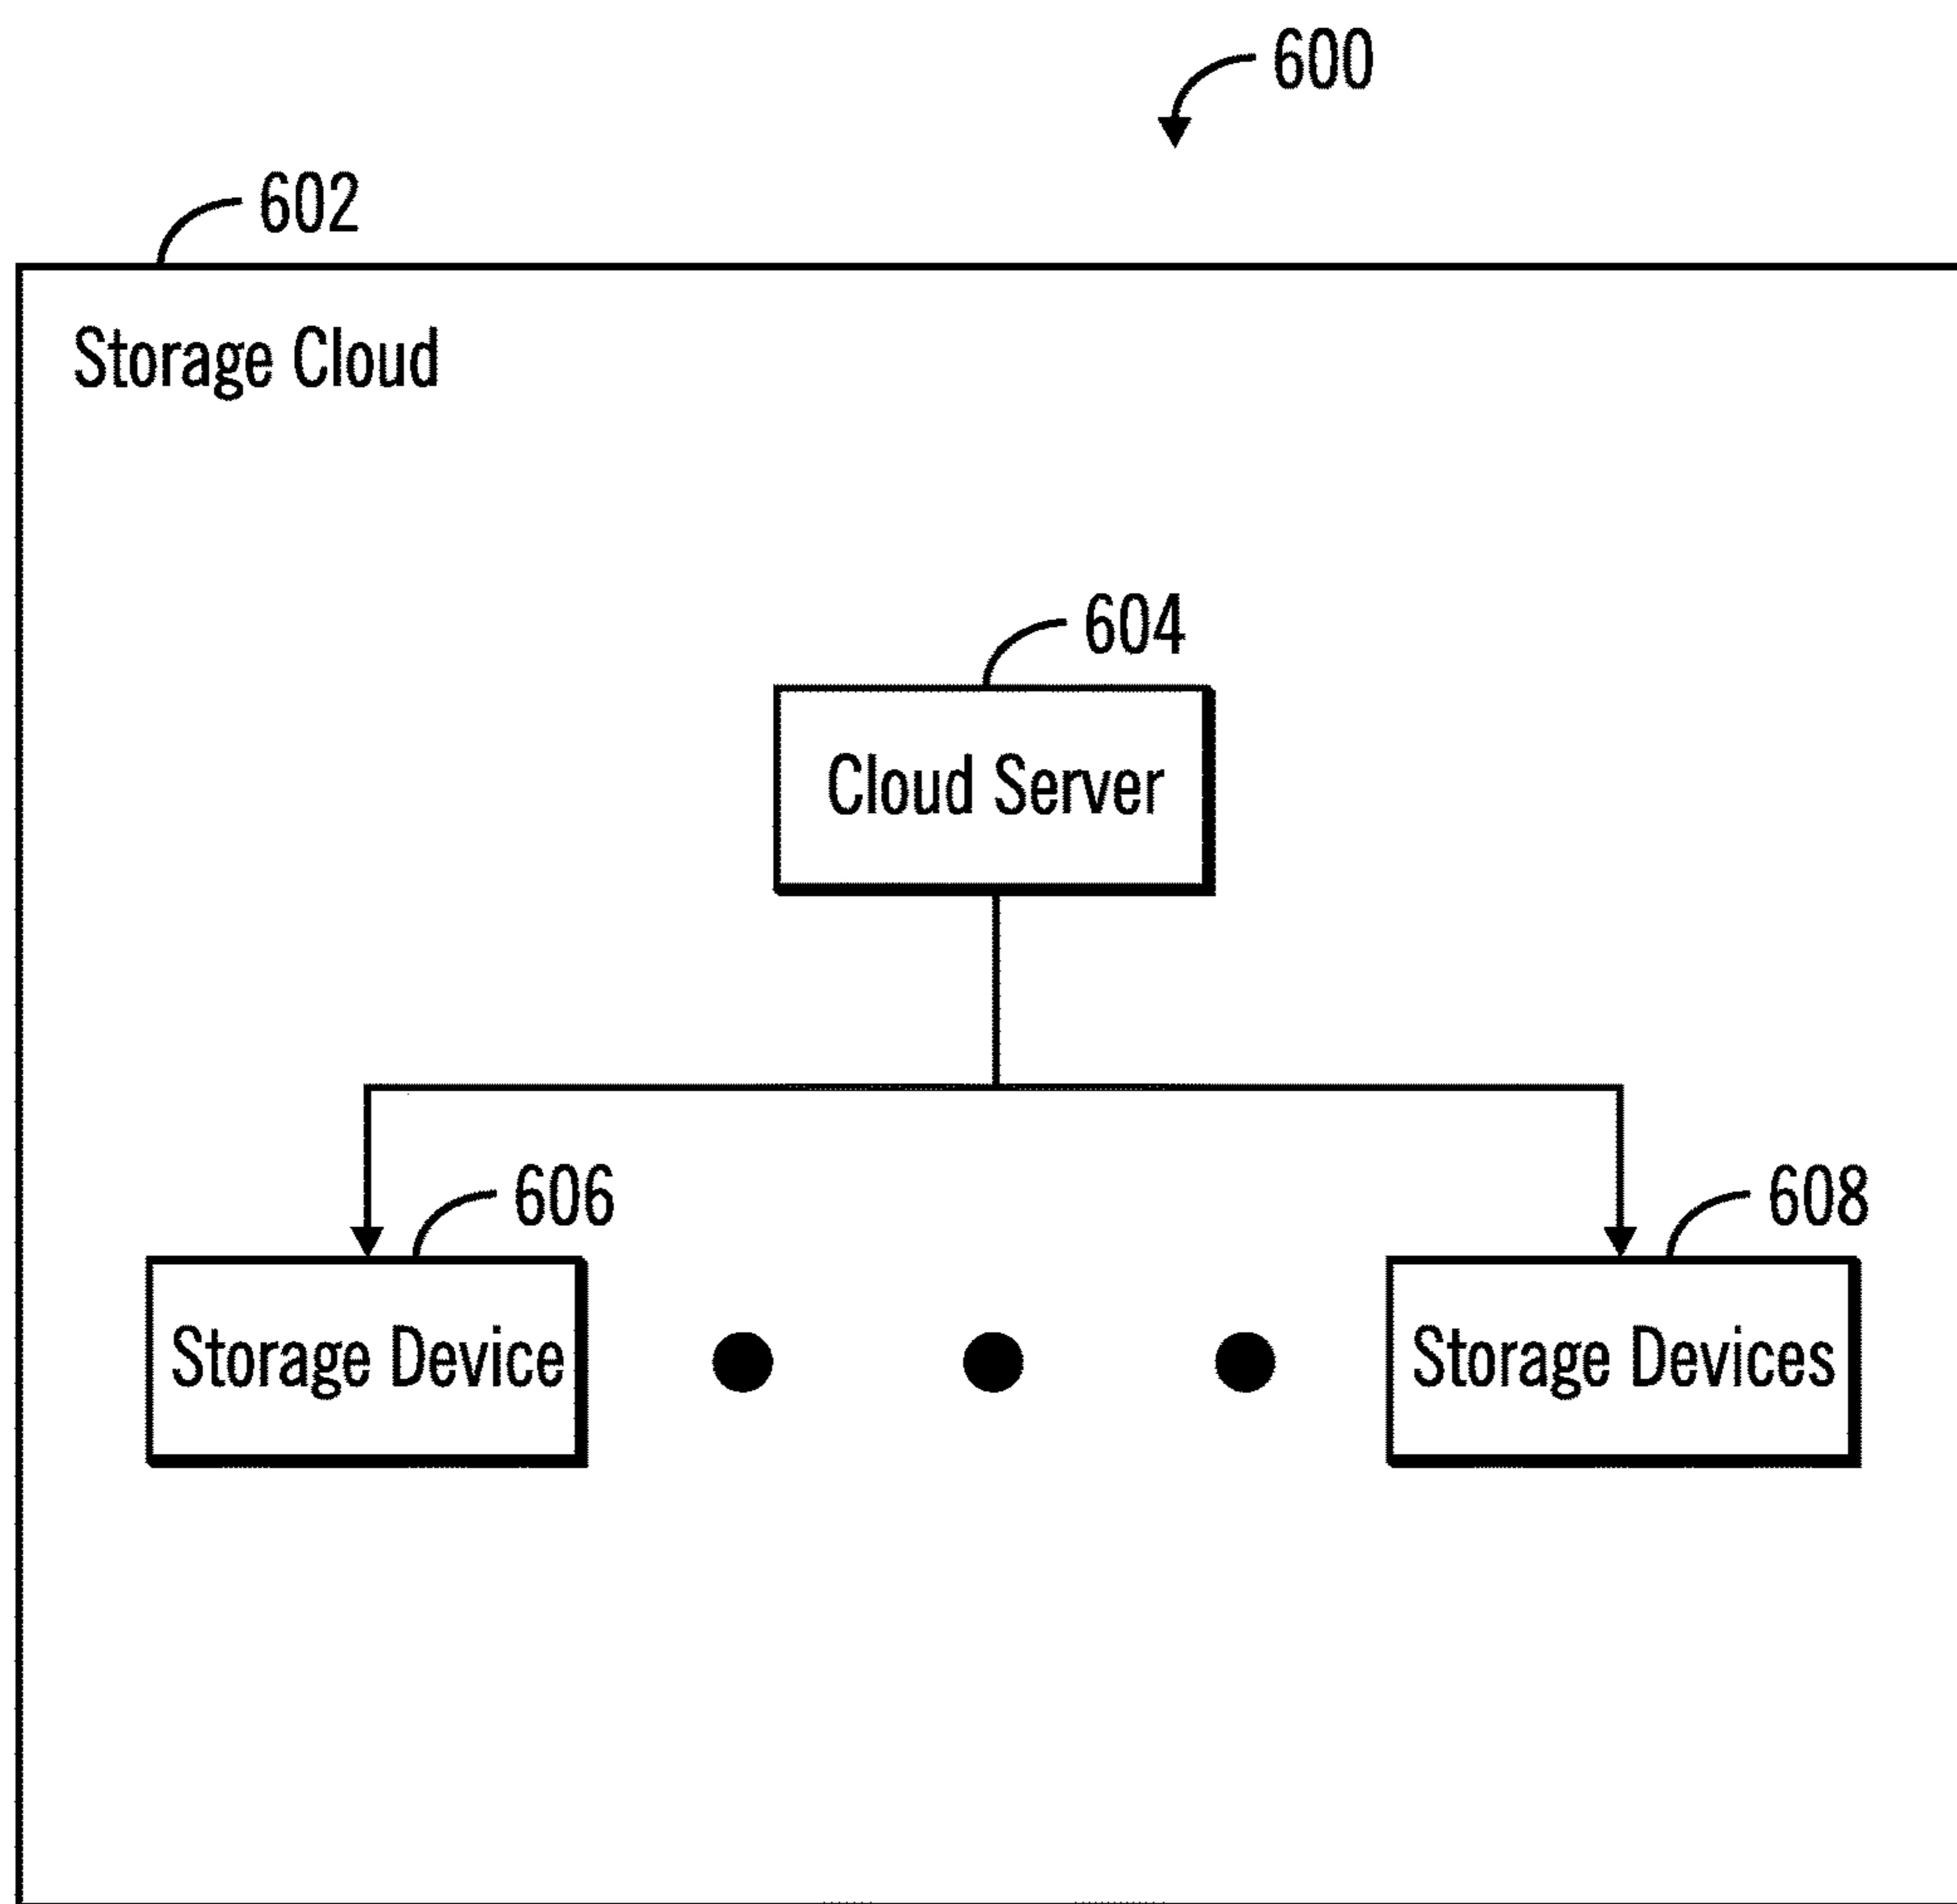 600
602
Storage Cloud
604
Cloud Server
606
608
Storage Device
Storage Devices